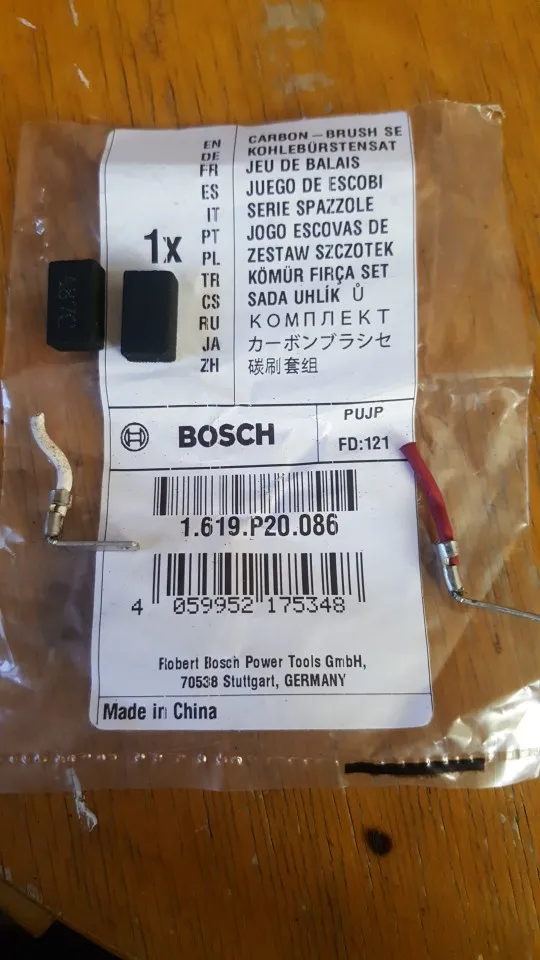 EN CARBON – BRUSH SE
DE KOHLEBÜRSTENSAT
FR JEU DE BALAIS
ES JUEGO DE ESCOBI
IT SERIE SPAZZOLE
1x
PT JOGO ESCOVAS DE
PL ZESTAW SZCZOTEK
TR KÖMÜR FIRÇA SET
CS SADA UHLÍK Ů
RU КОМПЛЕКТ
JA カーボンブラシセ
ZH 碳刷套组
BOSCH
PUJP
FD:121
1.619.P20.086
4 059952 175348
Robert Bosch Power Tools GmbH,
70538 Stuttgart, GERMANY
Made in China